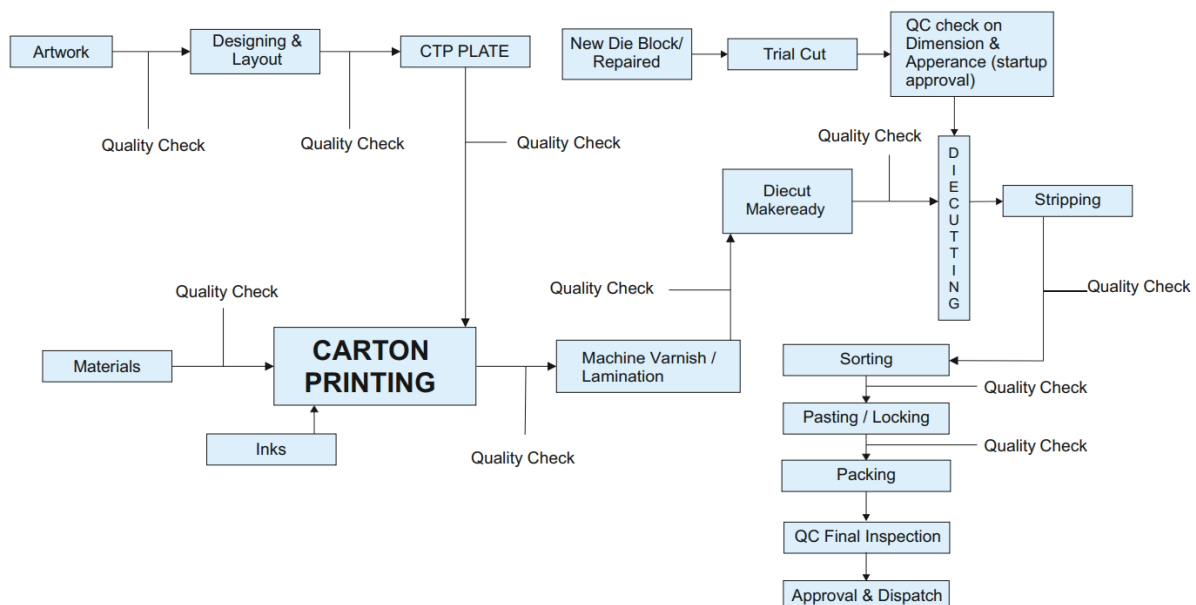 Artwork
Designing &
Layout
CTP PLATE
Quality Check
Quality Check
Quality Check
New Die Block/
Repaired
Trial Cut
QC check on
Dimension &
Apperance (startup
approval)
Quality Check
Diecut
Makeready
DIECUTTING
Stripping
Quality Check
Quality Check
Quality Check
Materials
CARTON
PRINTING
Inks
Quality Check
Machine Varnish /
Lamination
Sorting
Quality Check
Pasting / Locking
Quality Check
Packing
QC Final Inspection
Approval & Dispatch